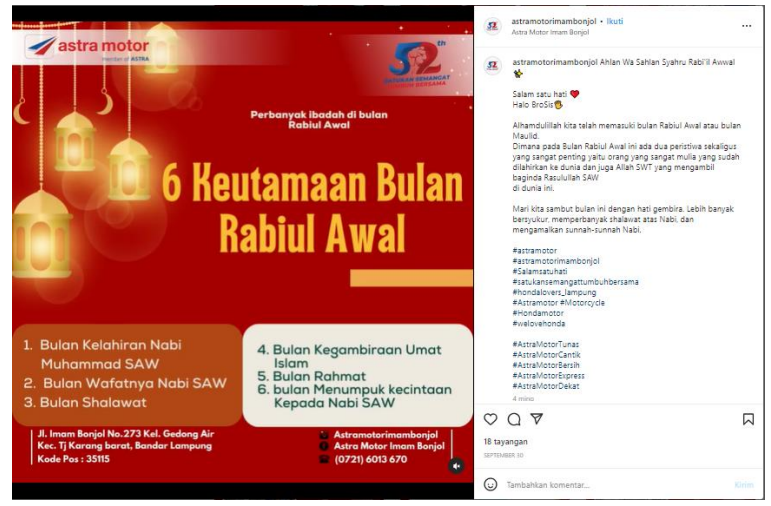 astra motor
member of ASTRA
52th
SATUKAN SEMANGAT
TUMBUH BERSAMA
Perbanyak ibadah di bulan
Rabiul Awal
6 Keutamaan Bulan
Rabiul Awal
1. Bulan Kelahiran Nabi
Muhammad SAW
2. Bulan Wafatnya Nabi SAW
3. Bulan Shalawat
4. Bulan Kegambiraan Umat
Islam
5. Bulan Rahmat
6. bulan Menumpuk kecintaan
Kepada Nabi SAW
Jl. Imam Bonjol No.273 Kel. Gedong Air
Kec. Tj Karang barat, Bandar Lampung
Kode Pos : 35115
Astramotorimambonjol
Astra Motor Imam Bonjol
(0721) 6013 670
astramotorimambonjol • Ikuti
Astra Motor Imam Bonjol
astramotorimambonjol Ahlan Wa Sahlan Syahru Rabi'il Awwal
Salam satu hati ❤️
Halo BroSis
Alhamdulillah kita telah memasuki bulan Rabiul Awal atau bulan
Maulid.
Dimana pada Bulan Rabiul Awal ini ada dua peristiwa sekaligus
yang sangat penting yaitu orang yang sangat mulia yang sudah
dilahirkan ke dunia dan juga Allah SWT yang mengambil
baginda Rasulullah SAW
di dunia ini.
Mari kita sambut bulan ini dengan hati gembira. Lebih banyak
bersyukur, memperbanyak shalawat atas Nabi, dan
mengamalkan sunnah-sunnah Nabi.
#astramotor
#astramotorimambonjol
#Salamsatuhati
#satukansemangattumbuhbersama
#hondalovers_lampung
#Astramotor #Motorcycle
#Hondamotor
#welovehonda
#AstraMotorTunas
#AstraMotorCantik
#AstraMotorBersih
#AstraMotorExpress
#AstraMotorDekat
4 mingg
18 tayangan
SEPTEMBER 30
Tambahkan komentar...
Kirim